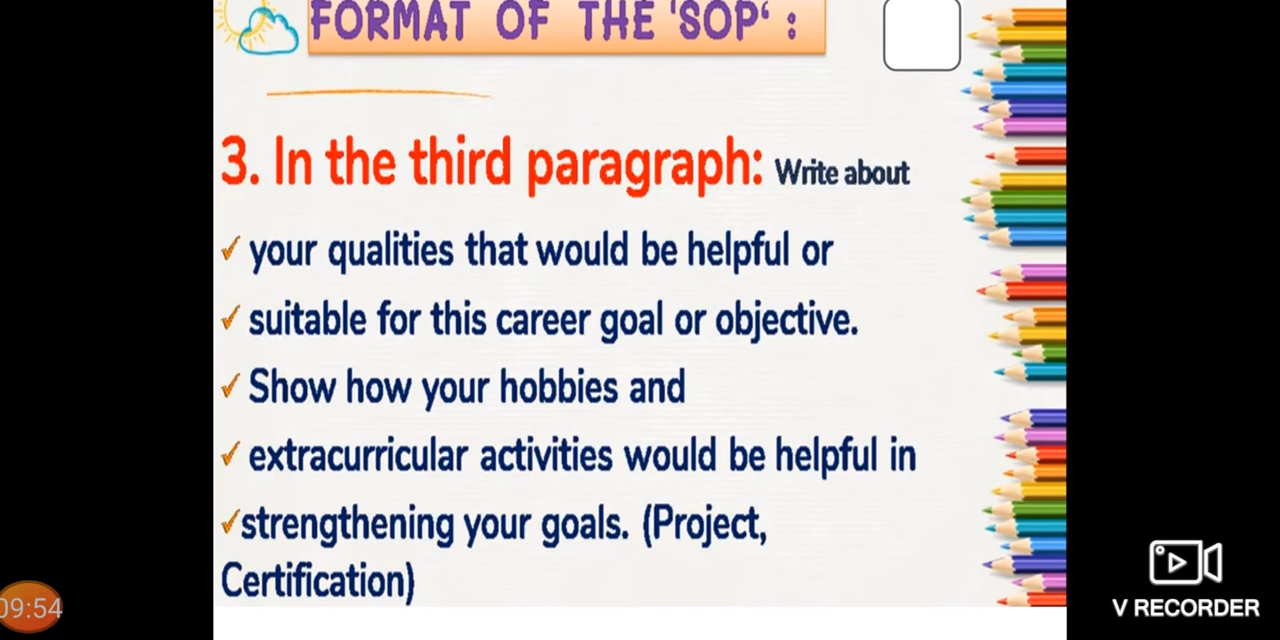 FORMAT OF THE 'SOP‘ :
3. In the third paragraph: Write about
✓ your qualities that would be helpful or
✓ suitable for this career goal or objective.
✓ Show how your hobbies and
✓ extracurricular activities would be helpful in
✓strengthening your goals. (Project,
Certification)
09:54
V RECORDER